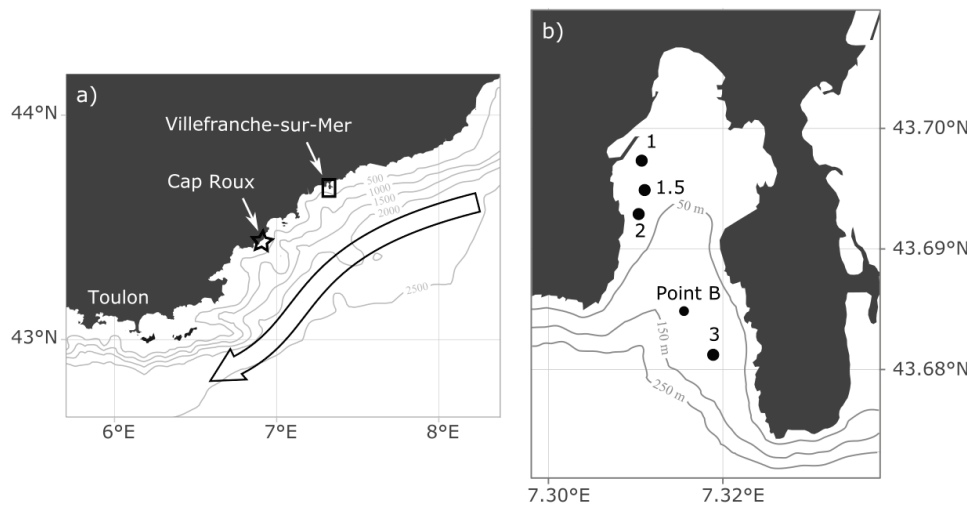 a)
44°N
Villefranche-sur-Mer
Cap Roux
500
1000
1500
2000
Toulon
2500
43°N
6°E
7°E
8°E
b)
1
43.70°N
1.5
50 m
2
43.69°N
Point B
150 m
3
250 m
43.68°N
7.30°E
7.32°E